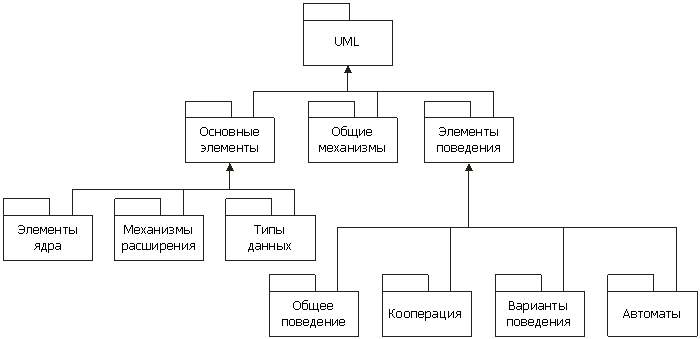 UML
Основные
элементы
Общие
механизмы
Элементы
поведения
Элементы
ядра
Механизмы
расширения
Типы
данных
Общее
поведение
Кооперация
Варианты
поведения
Автоматы